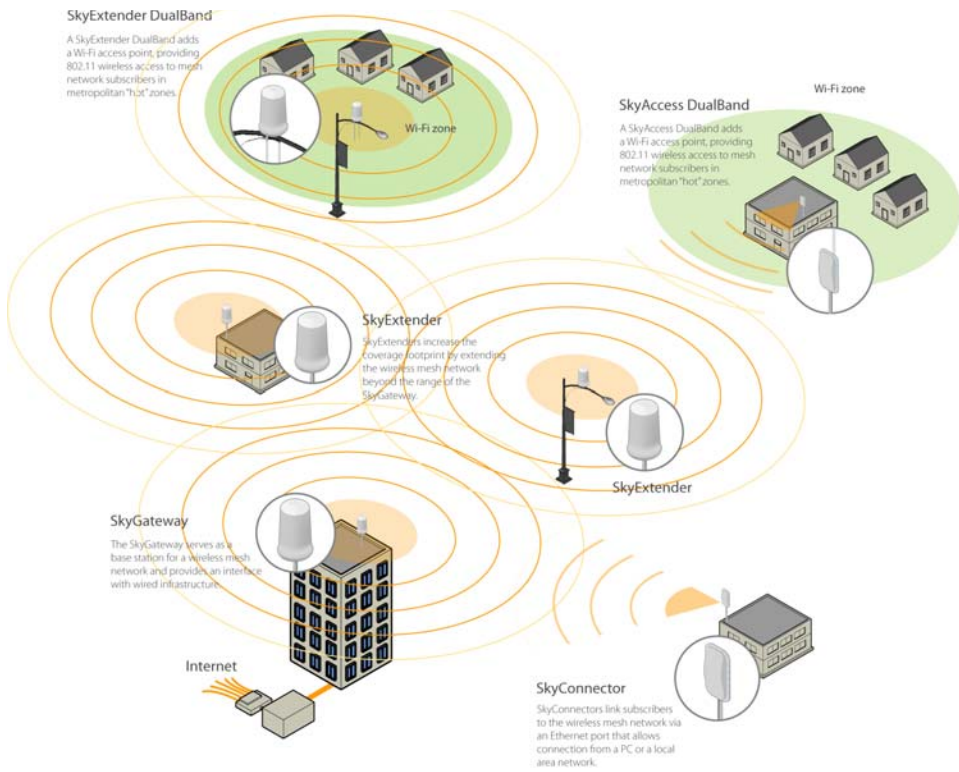 SkyExtender DualBand
A SkyExtender DualBand adds
a Wi-Fi access point, providing
802.11 wireless access to mesh
network subscribers in
metropolitan "hot" zones.
Wi-Fi zone
Wi-Fi zone
SkyAccess DualBand
A SkyAccess DualBand adds
a Wi-Fi access point, providing
802.11 wireless access to mesh
network subscribers in
metropolitan "hot" zones.
SkyExtender
SkyExtenders increase the
coverage footprint by extending
the wireless mesh network
beyond the range of the
SkyGateway.
SkyExtender
SkyGateway
The SkyGateway serves as a
base station for a wireless mesh
network and provides an interface
with wired infrastructure.
Internet
SkyConnector
SkyConnectors link subscribers
to the wireless mesh network via
an Ethernet port that allows
connection from a PC or a local
area network.